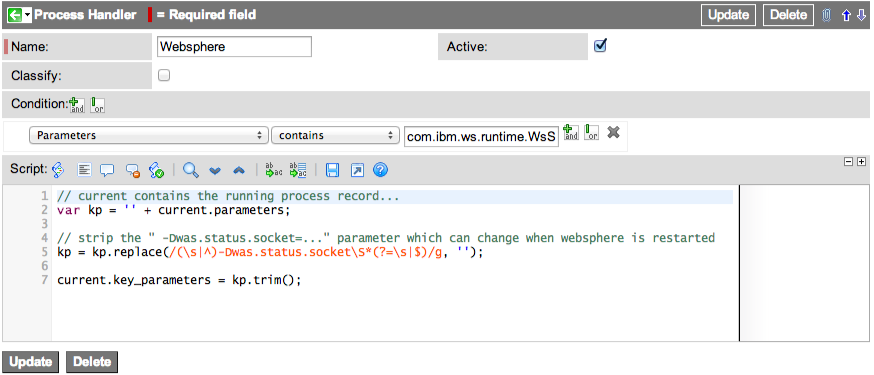 Process Handler = Required field Update Delete
Name: Websphere Active:
Classify:
Condition: and or
Parameters contains com.ibm.ws.runtime.WsS and or
Script:
1 // current contains the running process record...
2 var kp = '' + current.parameters;
3
4 // strip the " -Dwas.status.socket=..." parameter which can change when websphere is restarted
5 kp = kp.replace(/(\s|^)-Dwas.status.socket\S*(?=\s|$)/g, '');
6
7 current.key_parameters = kp.trim();
Update Delete